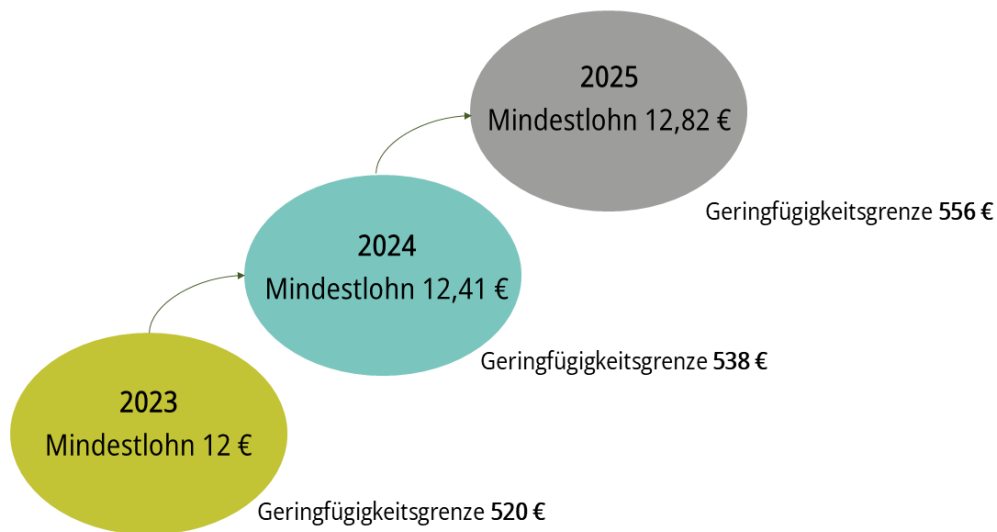 2025
Mindestlohn 12,82 €
Geringfügigkeitsgrenze 556 €
2024
Mindestlohn 12,41 €
Geringfügigkeitsgrenze 538 €
2023
Mindestlohn 12 €
Geringfügigkeitsgrenze 520 €